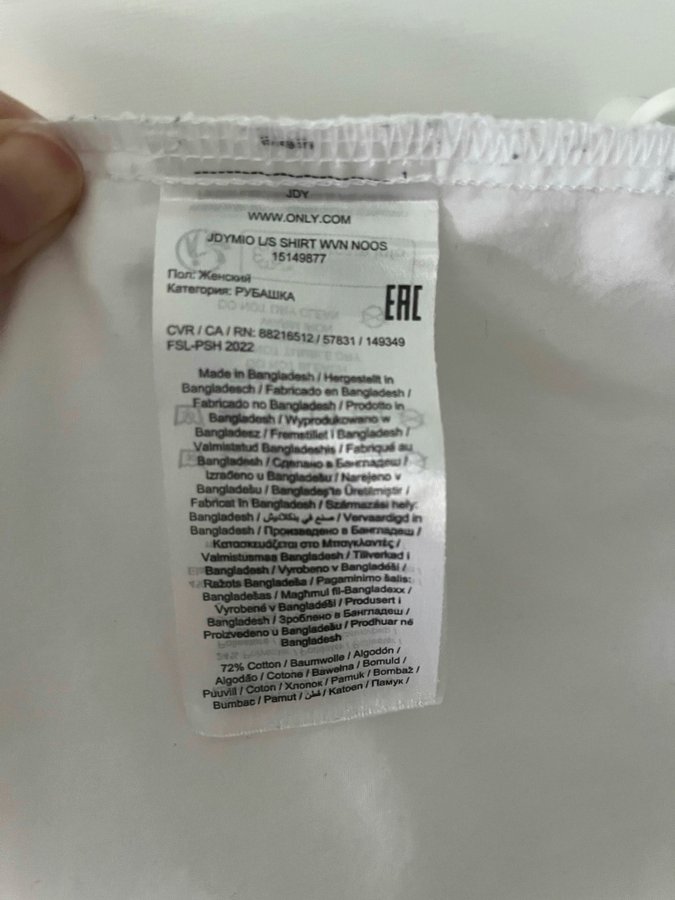 JDY
WWW.ONLY.COM
JDYMIO L/S SHIRT WVN NOOS
15149877
Пол: Женский
Категория: РУБАШКА
EAC
CVR / CA / RN: 88216512 / 57831 / 149349
FSL-PSH 2022
Made in Bangladesh / Hergestellt in
Bangladesch / Fabricado en Bangladesh /
Fabricado no Bangladesh / Prodotto in
Bangladesh / Wyprodukowano w
Bangladesz / Fremstillet i Bangladesh /
Valmistatud Bangladeshis / Fabriqué au
Bangladesh / Сделано в Бангладеш /
Izrađeno u Bangladešu / Narejeno v
Bangladešu / Bangladeş'te Üretilmiştir /
Fabricat în Bangladesh / Származási hely:
Bangladesh / صنع في بنگلاديش / Vervaardigd in
Bangladesh / Произведено в Бангладеш /
Κατασκευάζεται στο Μπαγκλαντές /
Valmistusmaa Bangladesh / Tillverkad i
Bangladesh / Vyrobeno v Bangladéši /
Ražots Bangladeša / Pagaminimo šalis:
Bangladešas / Magħmul fil-Bangladexx /
Vyrobené v Bangladéši / Produsert i
Bangladesh / Зроблено в Бангладеш /
Proizvedeno u Bangladešu / Prodhuar në
Bangladesh
72% Cotton / Baumwolle / Algodón /
Algodão / Cotone / Bawełna / Bomuld /
Puuvill / Coton / Хлопок / Pamuk / Bombaž /
Bumbac / Pamut / قطن / Katoen / Памук /